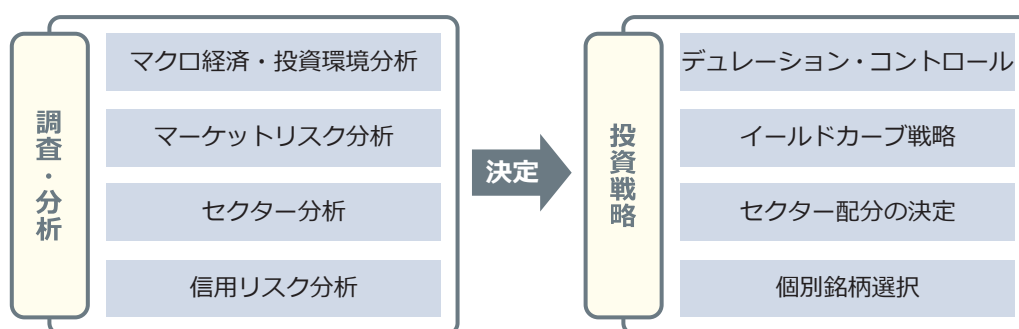 調査・分析
マクロ経済・投資環境分析
マーケットリスク分析
セクター分析
信用リスク分析
決定
投資戦略
デュレーション・コントロール
イールドカーブ戦略
セクター配分の決定
個別銘柄選択